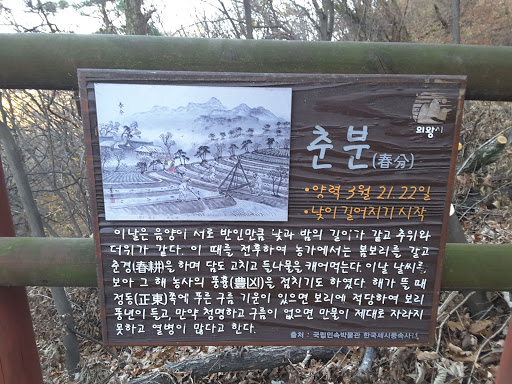 춘분(春分)
의왕시
•양력 3월 21.22일
•낮이 길어지기 시작
이날은 음양이 서로 반인만큼 낮과 밤의 길이가 같고 추위와
더위가 같다. 이 때를 전후하여 농가에서는 봄보리를 갈고
춘경(春耕)을 하며 담도 고치고 들나물을 캐어먹는다. 이날 날씨를
보아 그 해 농사의 풍흉(豊凶)을 점치기도 하였다. 해가 뜰 때
정동(正東)쪽에 푸른 구름 기운이 있으면 보리에 적당하여 보리
풍년이 들고, 만약 청명하고 구름이 없으면 만물이 제대로 자라지
못하고 열병이 많다고 한다.
출처 : 국립민속박물관 한국세시풍속사전